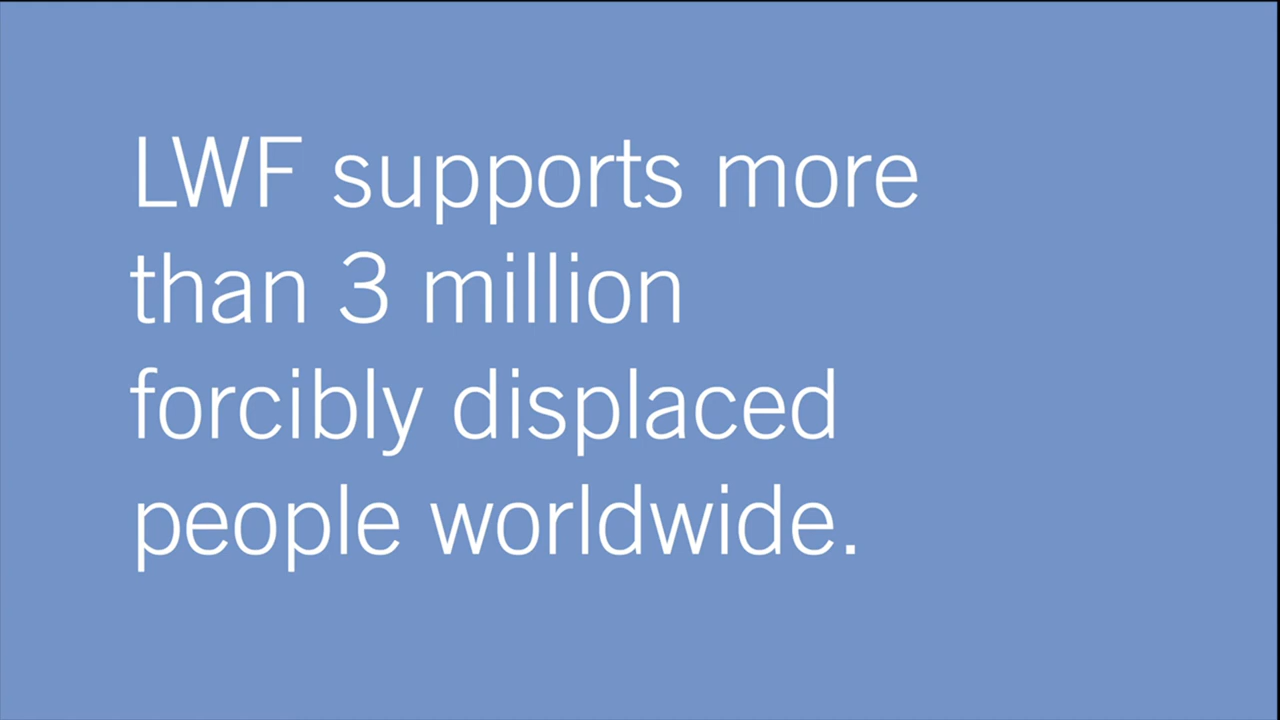 LWF supports more
than 3 million
forcibly displaced
people worldwide.